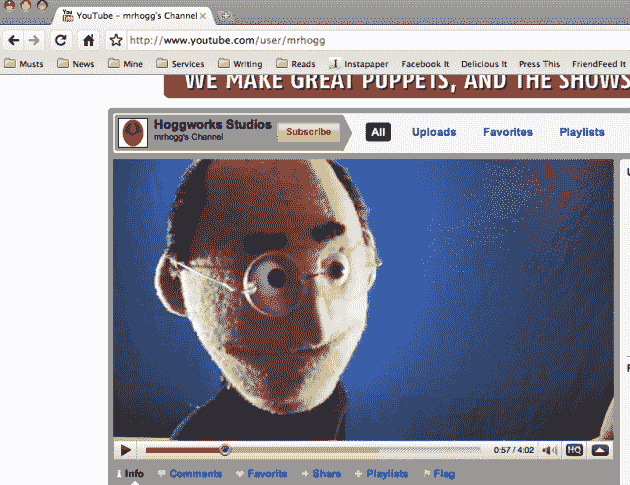 YouTube - mrhogg's Channel
http://www.youtube.com/user/mrhogg
Musts News Mine Services Writing Reads Instapaper Facebook It Delicious It Press This FriendFeed It
WE MAKE GREAT PUPPETS, AND THE SHOWS
Hoggworks Studios
mrhogg's Channel
Subscribe
All Uploads Favorites Playlists
0:57 / 4:02 HQ
Info Comments Favorite Share Playlists Flag